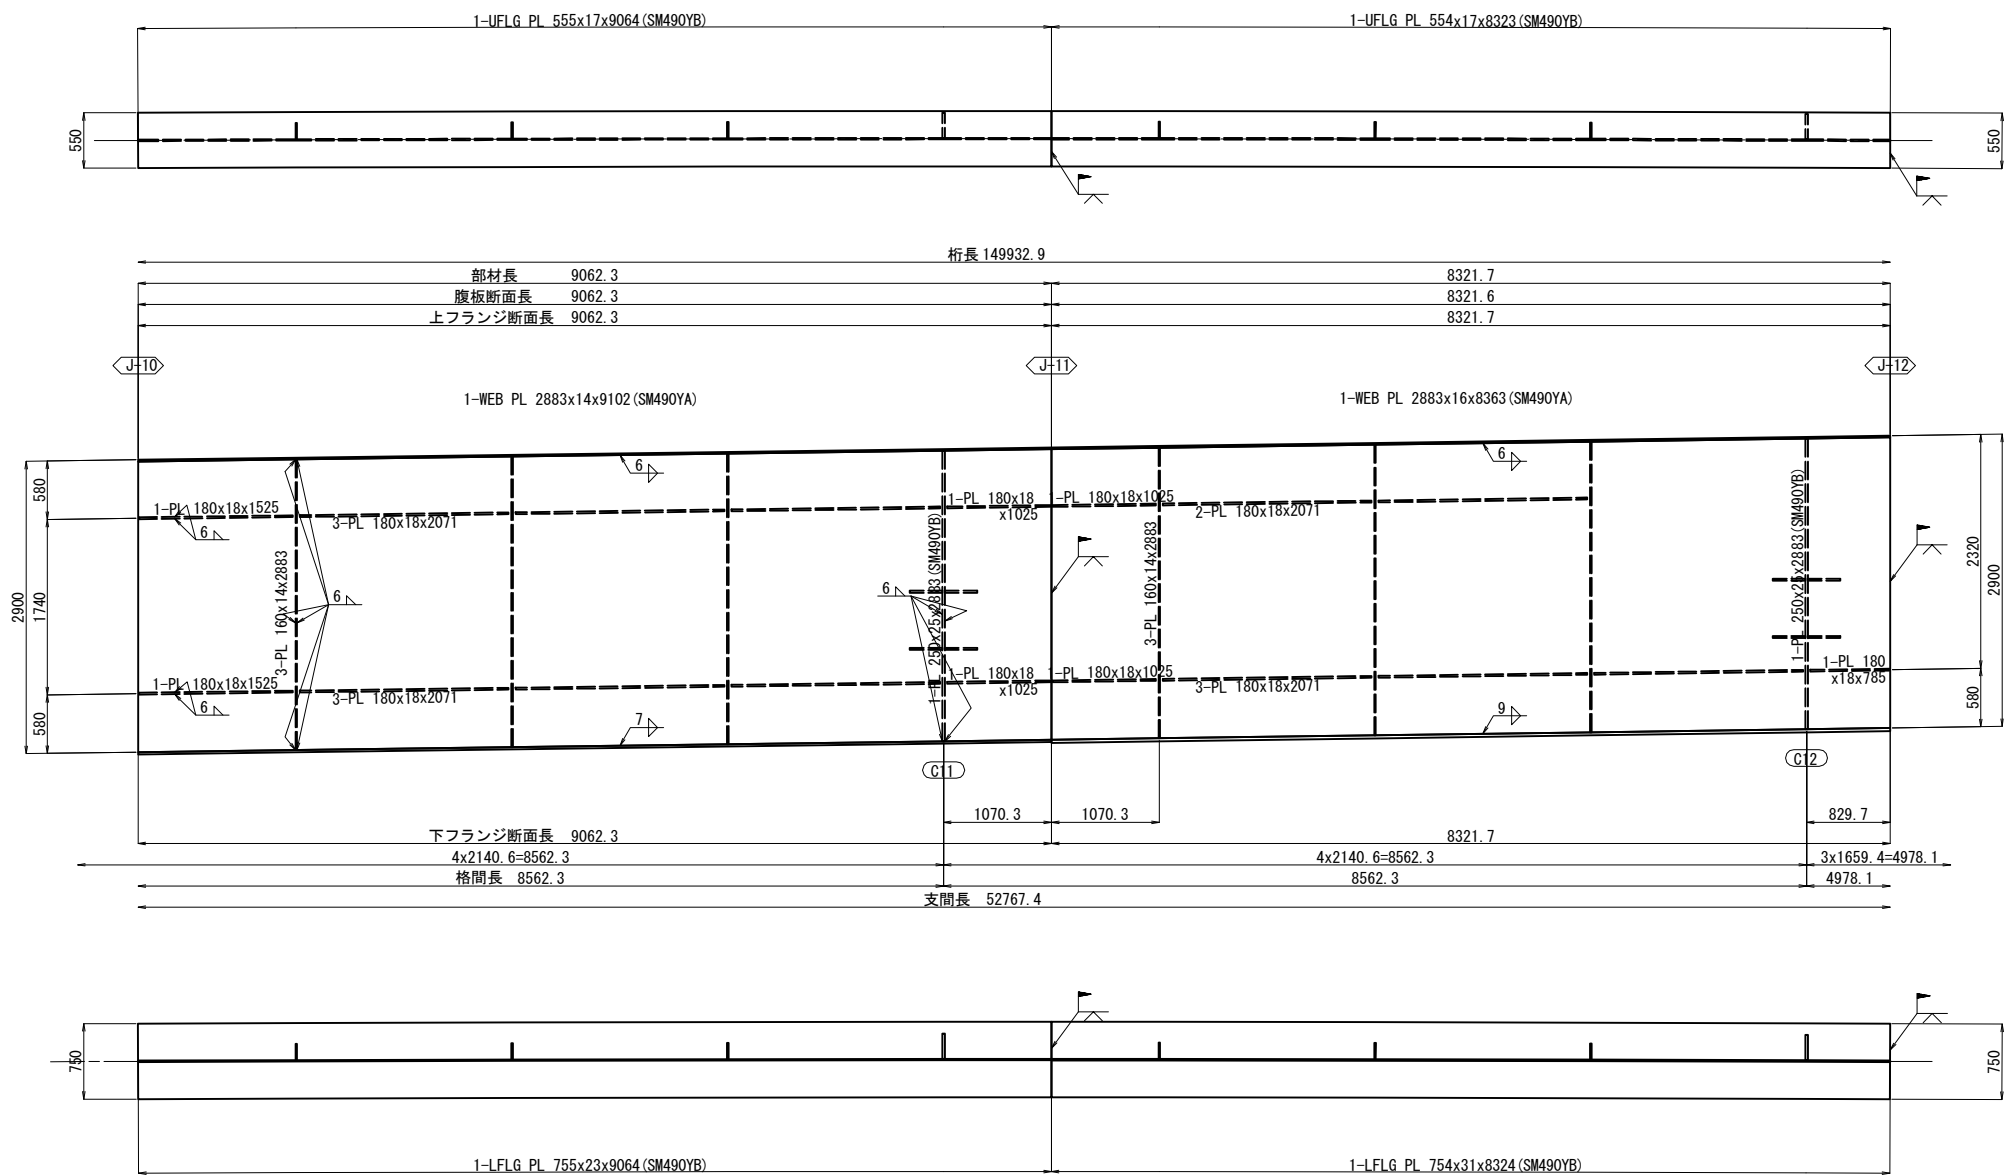 1-UFLG PL 555x17x9064(SM490YB)
1-UFLG PL 554x17x8323(SM490YB)
550
550
桁長 149932.9
部材長 9062.3
8321.7
腹板断面長 9062.3
8321.6
上フランジ断面長 9062.3
8321.7
J-10
J-11
J-12
1-WEB PL 2883x14x9102(SM490YA)
1-WEB PL 2883x16x8363(SM490YA)
2900
580
1740
580
1-PL 180x18x1525
6
3-PL 180x18x2071
3-PL 160x14x2883
6
6
1-PL 180x18
x1025
1-PL 180x18x1025
2-PL 180x18x2071
6
6
1-PL 250x25x2883(SM490YB)
3-PL 160x14x2883
1-PL 250x25x2883(SM490YB)
2320
2900
580
1-PL 180x18x1525
6
3-PL 180x18x2071
7
1-PL 180x18
x1025
1-PL 180x18x1025
3-PL 180x18x2071
9
1-PL 180
x18x785
C11
C12
1070.3
1070.3
829.7
下フランジ断面長 9062.3
8321.7
4x2140.6=8562.3
4x2140.6=8562.3
3x1659.4=4978.1
格間長 8562.3
8562.3
4978.1
支間長 52767.4
750
750
1-LFLG PL 755x23x9064(SM490YB)
1-LFLG PL 754x31x8324(SM490YB)